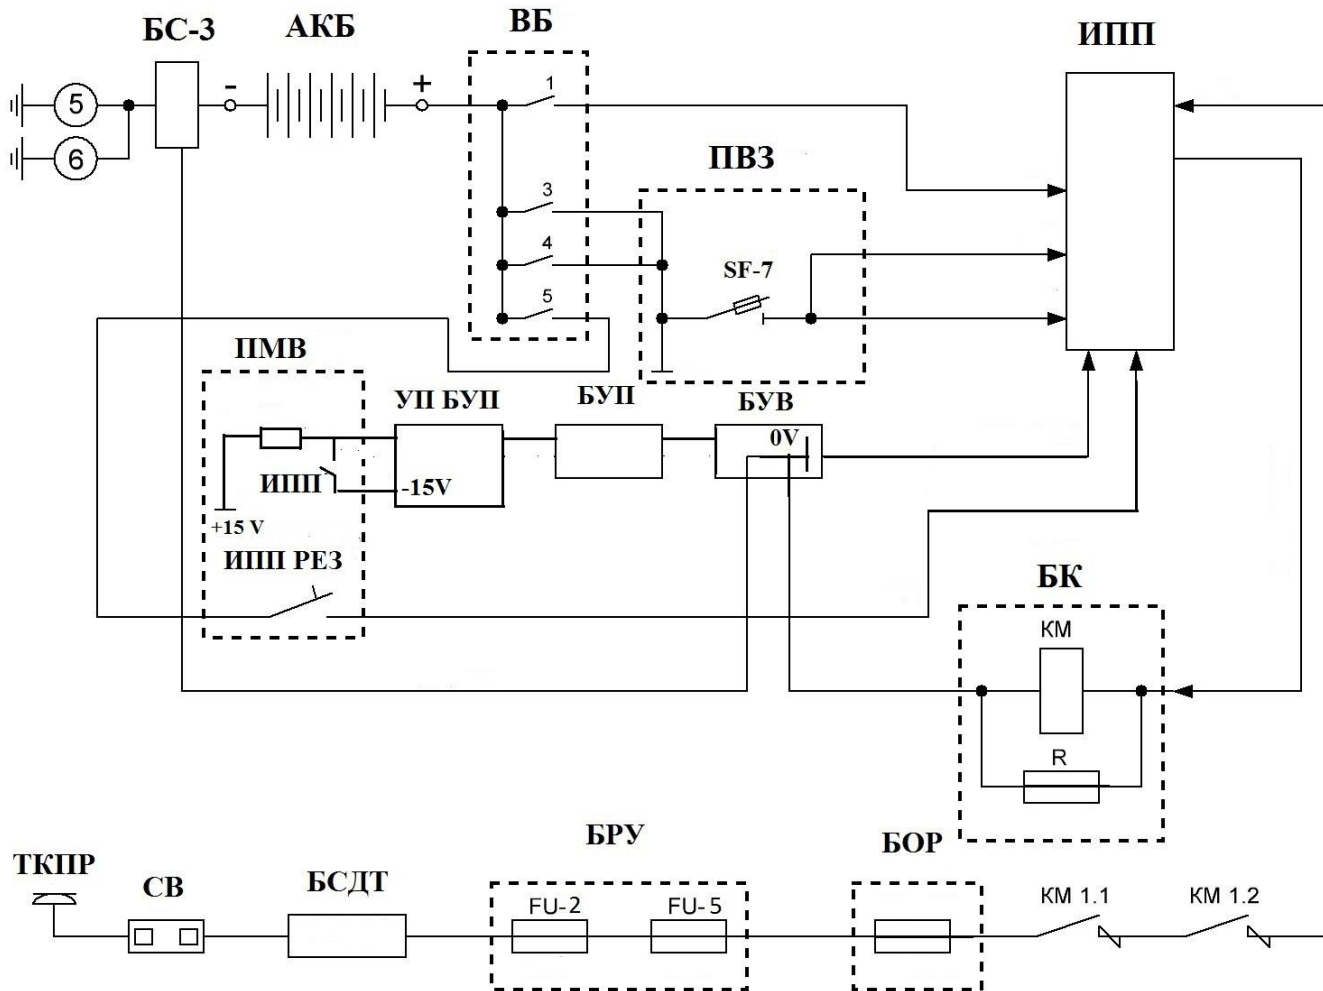 БС-3
АКБ
ВБ
ИПП
-
+
1
5
6
ПВЗ
3
4
SF-7
5
ПМВ
УП БУП
БУП
БУВ
0V
ИПП
-15V
+15 V
ИПП РЕЗ
БК
КМ
R
БРУ
БОР
ТКПР
СВ
БСДТ
FU-2
FU-5
КМ 1.1
КМ 1.2